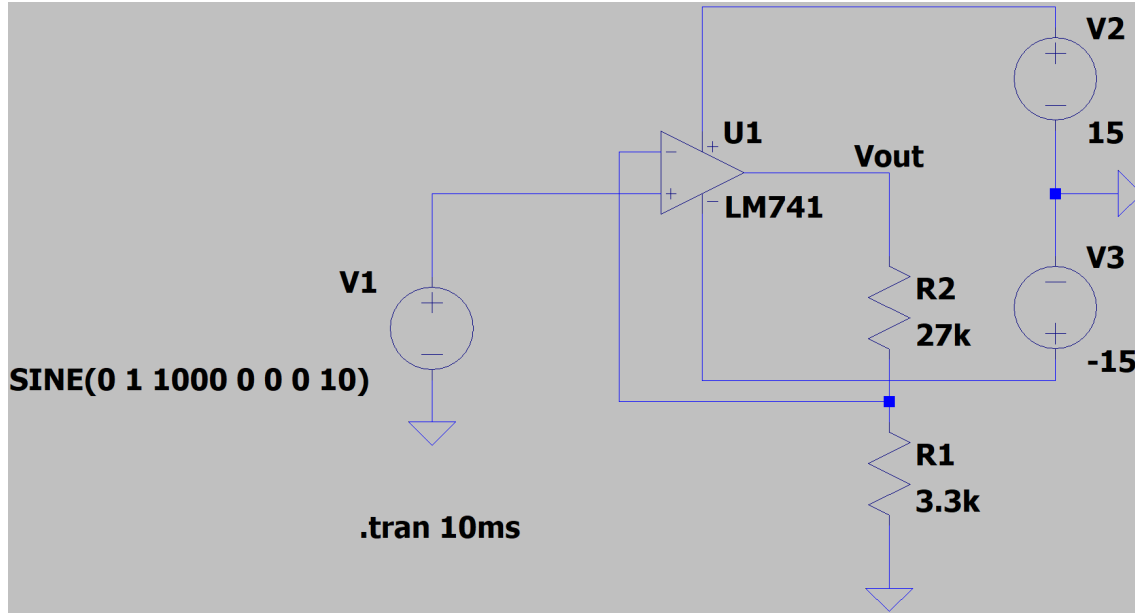 V2
+
−
15
U1
+
−
+
−
LM741
Vout
V1
+
−
SINE(0 1 1000 0 0 0 10)
R2
27k
V3
−
+
-15
R1
3.3k
.tran 10ms